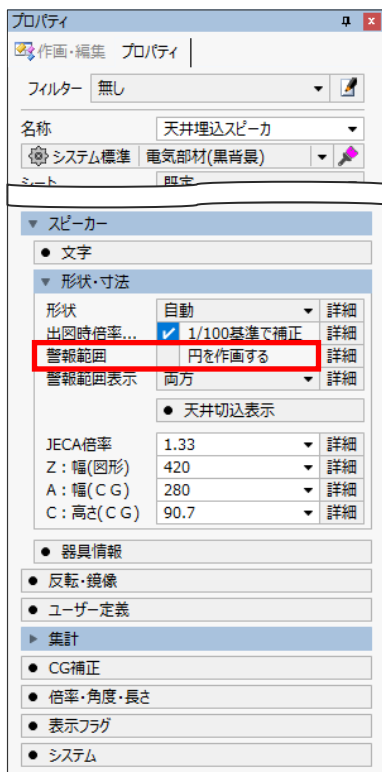 プロパティ
作画・編集 プロパティ
フィルター 無し
名称 天井埋込スピーカ
システム標準 電気部材(黒背景)
スピーカー
● 文字
形状・寸法
形状 自動 詳細
出図時倍率... 1/100基準で補正 詳細
警報範囲 円を作画する 詳細
警報範囲表示 両方 詳細
● 天井切込表示
JECA倍率 1.33 詳細
Z：幅(図形) 420 詳細
A：幅(ＣＧ) 280 詳細
C：高さ(ＣＧ) 90.7 詳細
● 器具情報
● 反転・鏡像
● ユーザー定義
集計
● CG補正
● 倍率・角度・長さ
● 表示フラグ
● システム